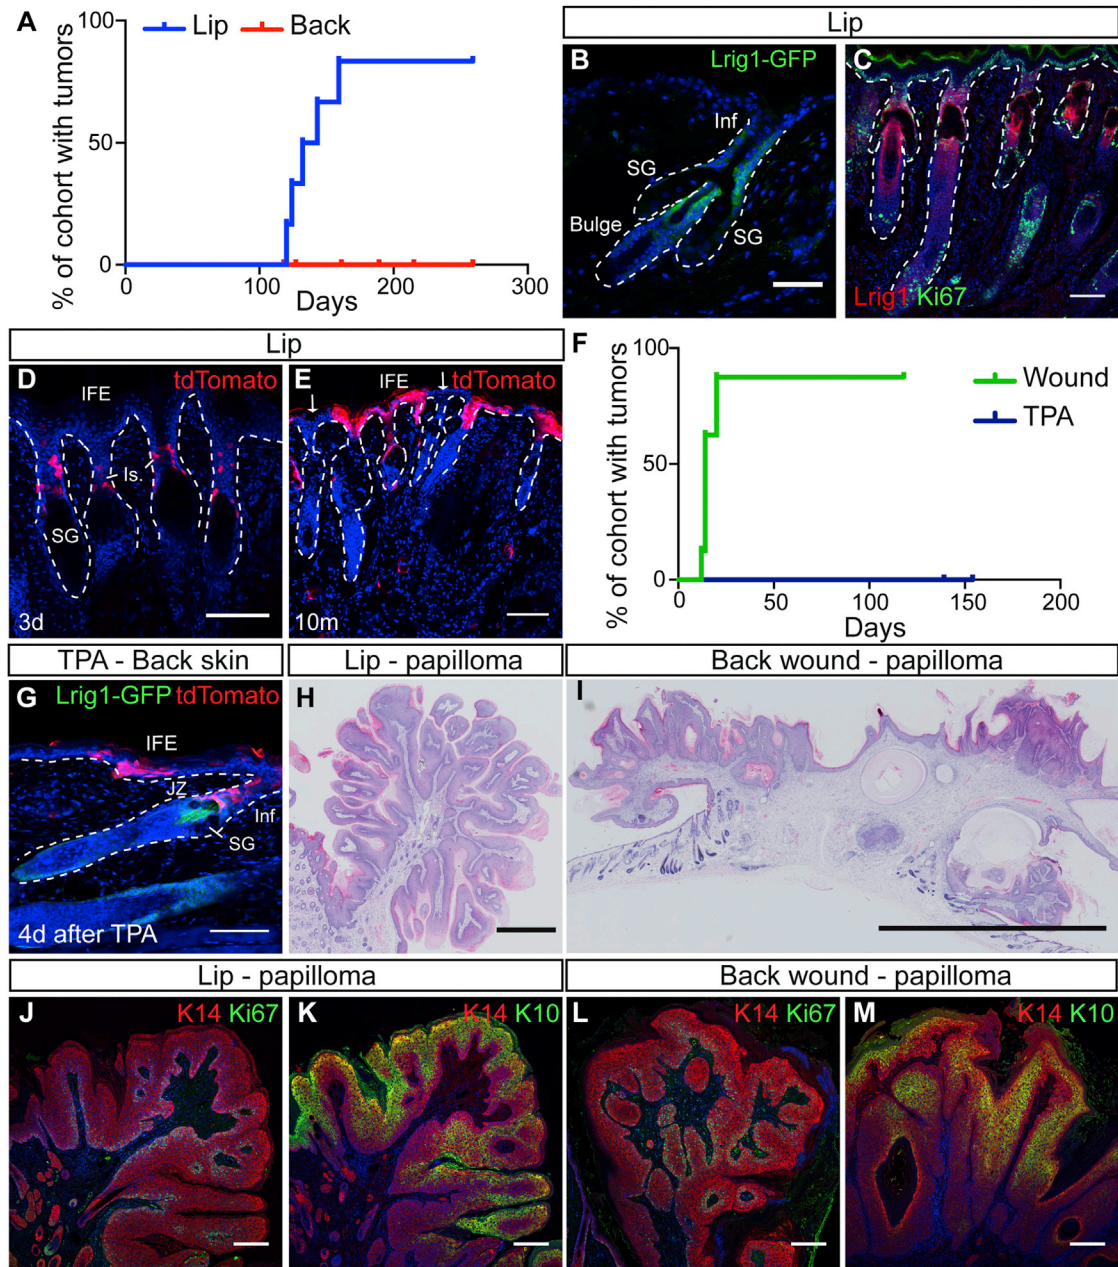 A
100
50
0
% of cohort with tumors
Lip Back
0 100 200 300
Days
Lip
B
Lrig1-GFP
Inf
SG
Bulge
SG
C
Lrig1 Ki67
Lip
D
tdTomato
IFE
Is.
SG
3d
E
IFE
tdTomato
10m
F
100
50
0
% of cohort with tumors
Wound
TPA
0 50 100 150 200
Days
TPA - Back skin
G
Lrig1-GFP tdTomato
IFE
JZ
Inf
SG
4d after TPA
Lip - papilloma
H
Back wound - papilloma
I
Lip - papilloma
J
K14 Ki67
K
K14 K10
Back wound - papilloma
L
K14 Ki67
M
K14 K10